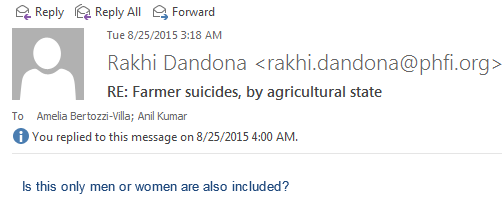 Reply Reply All Forward
Tue 8/25/2015 3:18 AM
Rakhi Dandona <rakhi.dandona@phfi.org>
RE: Farmer suicides, by agricultural state
To Amelia Bertozzi-Villa; Anil Kumar
You replied to this message on 8/25/2015 4:00 AM.
Is this only men or women are also included?